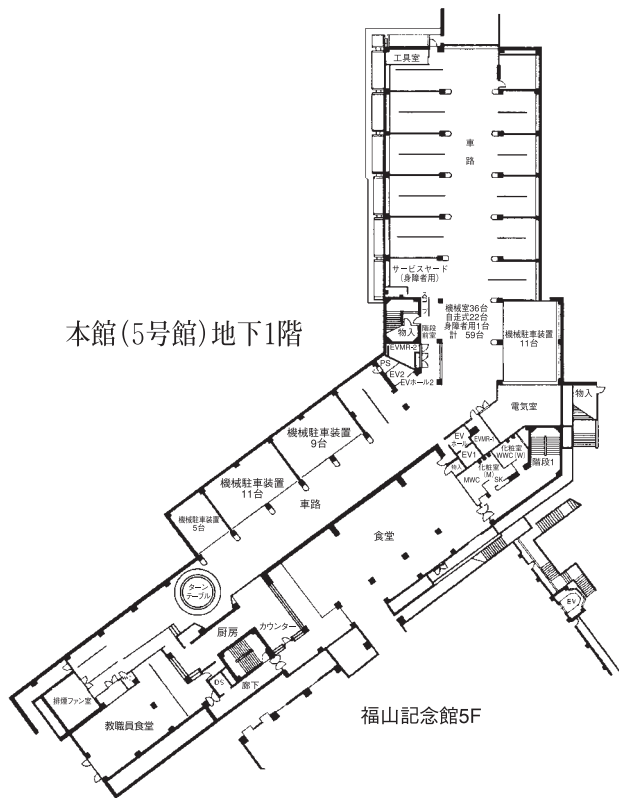 工具室
車
路
サービスヤード
(身障者用)
本館(5号館)地下1階
機械室36台
自走式22台
身障者用1台
計 59台
物入
階段
前室
機械駐車装置
11台
EVMR-2
PS
EV2
EVホール2
物入
電気室
機械駐車装置
9台
EV
ホール
EVMR-1
化粧室
WWC(W)
EV1
階段1
物入
化粧室
(M)
MWC
SK
機械駐車装置
11台
車路
機械駐車装置
5台
食堂
ターン
テーブル
EV
カウンター
厨房
DS
廊下
排煙ファン室
教職員食堂
福山記念館5F